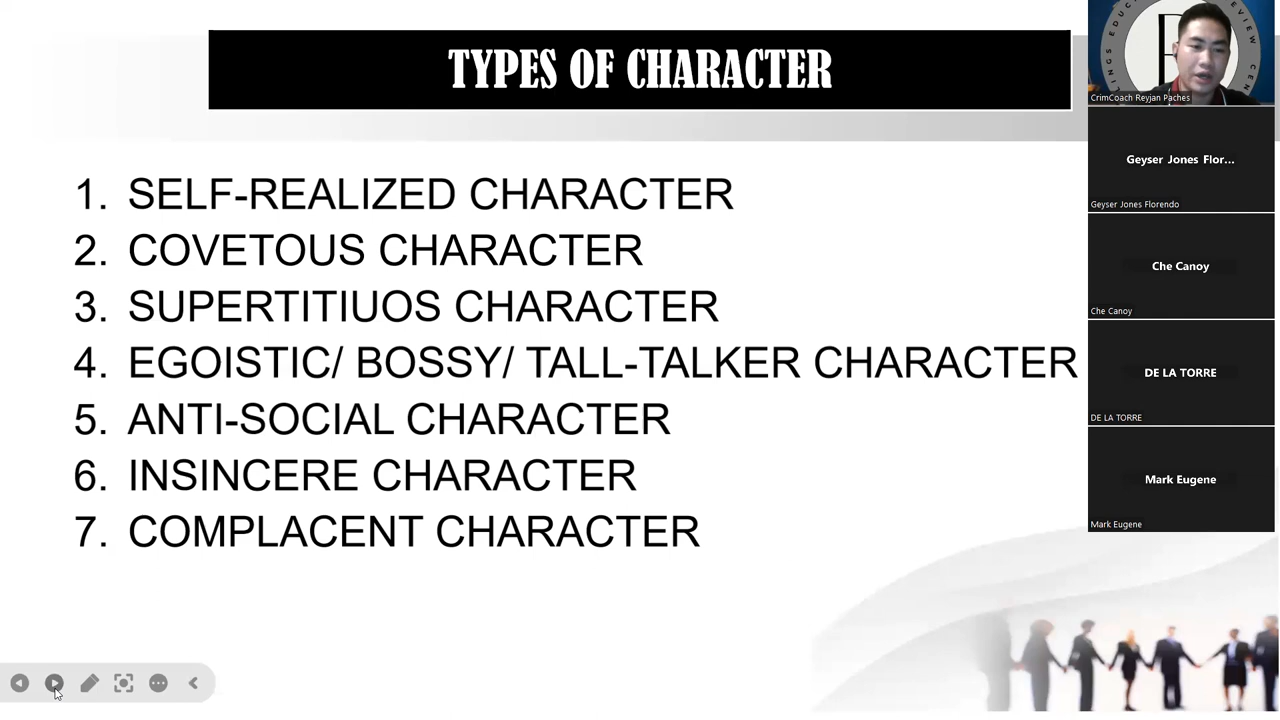 TYPES OF CHARACTER
1. SELF-REALIZED CHARACTER
2. COVETOUS CHARACTER
3. SUPERTITIUOS CHARACTER
4. EGOISTIC/ BOSSY/ TALL-TALKER CHARACTER
5. ANTI-SOCIAL CHARACTER
6. INSINCERE CHARACTER
7. COMPLACENT CHARACTER
CrimCoach Reyjan Paches
Geyser Jones Flor...
Geyser Jones Florendo
Che Canoy
Che Canoy
DE LA TORRE
DE LA TORRE
Mark Eugene
Mark Eugene